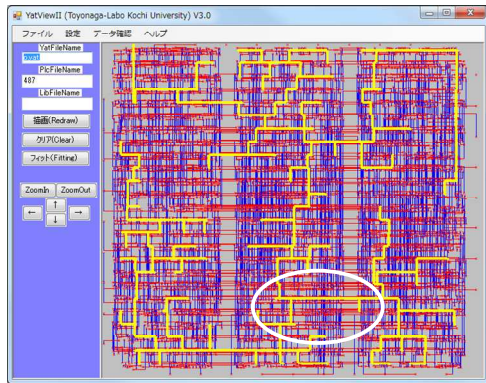 YatViewII (Toyonaga-Labo Kochi University) V3.0
ファイル 設定 データ確認 ヘルプ
YatFileName
PlcFileName
487
LibFileName
描画(Redraw)
クリア(Clear)
フィット(Fitting)
ZoomIn ZoomOut
↑
← →
↓